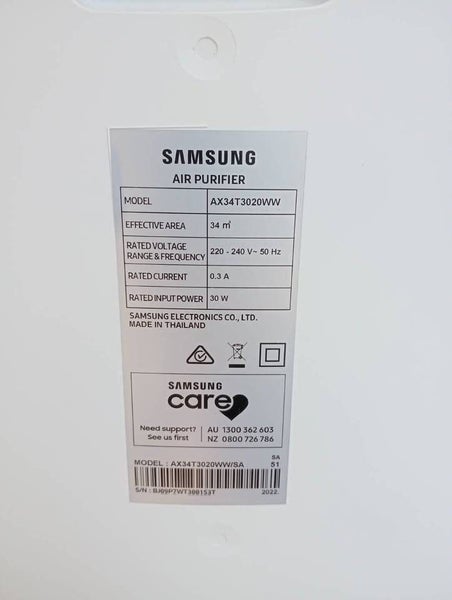 SAMSUNG
AIR PURIFIER
MODEL AX34T3020WW
EFFECTIVE AREA 34 ㎡
RATED VOLTAGE RANGE & FREQUENCY 220 - 240 V~ 50 Hz
RATED CURRENT 0.3 A
RATED INPUT POWER 30 W
SAMSUNG ELECTRONICS CO., LTD.
MADE IN THAILAND
SAMSUNG
care
Need support? AU 1300 362 603
See us first NZ 0800 726 786
SA
MODEL : AX34T3020WW/SA 51
S/N : BJ09P7WT300153T 2022.